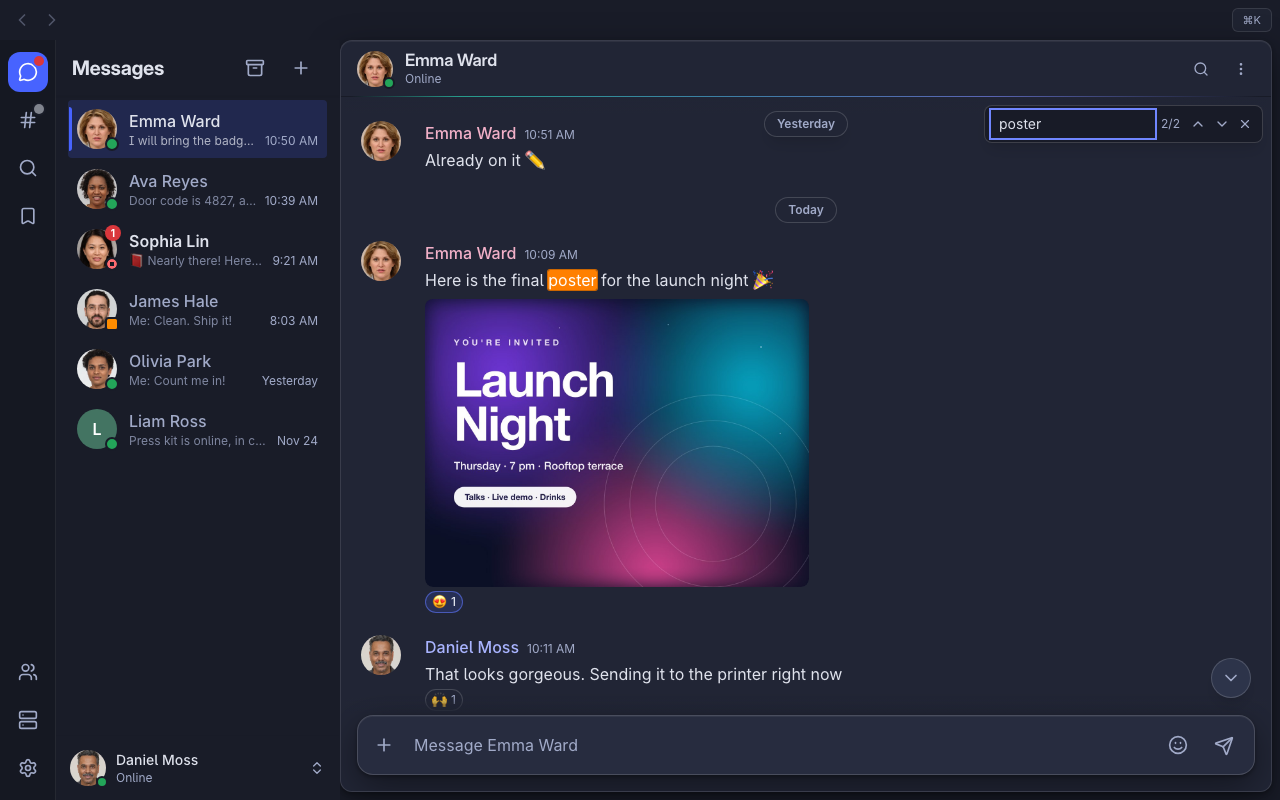 ⌘K
Messages
Emma Ward
I will bring the badg... 10:50 AM
Ava Reyes
Door code is 4827, a... 10:39 AM
1
Sophia Lin
📕 Nearly there! Here... 9:21 AM
James Hale
Me: Clean. Ship it! 8:03 AM
Olivia Park
Me: Count me in! Yesterday
L
Liam Ross
Press kit is online, in c... Nov 24
Daniel Moss
Online
Emma Ward
Online
poster 2/2
Yesterday
Emma Ward 10:51 AM
Already on it ✏️
Today
Emma Ward 10:09 AM
Here is the final poster for the launch night 🎉
YOU'RE INVITED
Launch
Night
Thursday · 7 pm · Rooftop terrace
Talks · Live demo · Drinks
😍 1
Daniel Moss 10:11 AM
That looks gorgeous. Sending it to the printer right now
🙌 1
Message Emma Ward